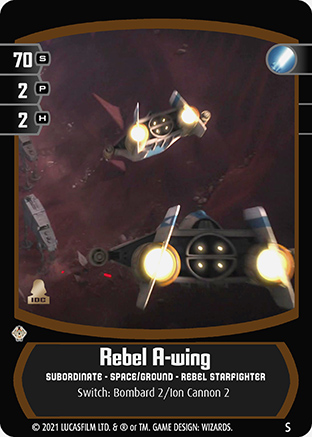 70 S
2 P
2 H
IDC
Rebel A-wing
SUBORDINATE - SPACE/GROUND - REBEL STARFIGHTER
Switch: Bombard 2/Ion Cannon 2
© 2021 LUCASFILM LTD. & ® or TM. GAME DESIGN: WIZARDS.
S